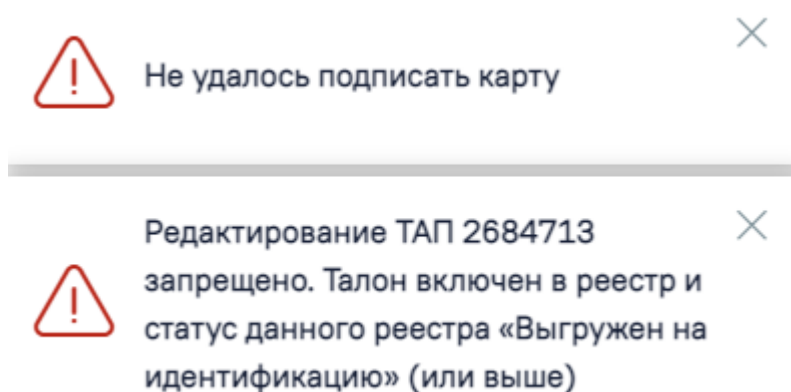 Не удалось подписать карту
Редактирование ТАП 2684713
запрещено. Талон включен в реестр и
статус данного реестра «Выгружен на
идентификацию» (или выше)